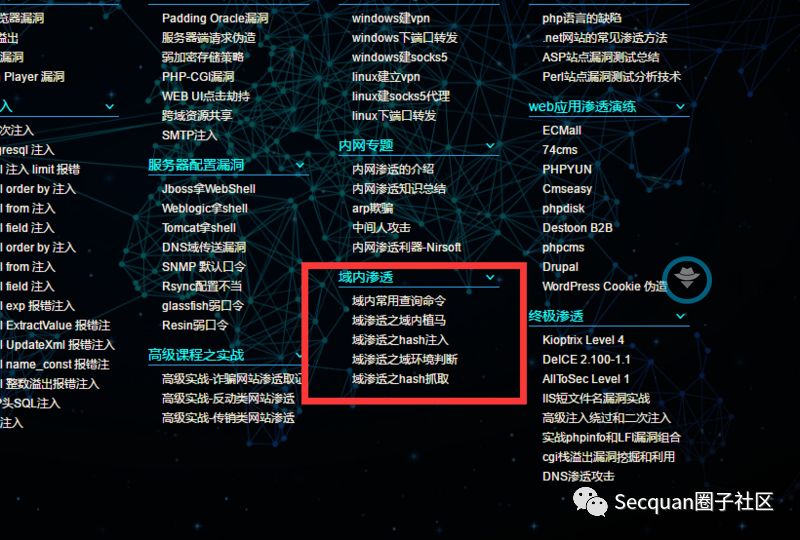 览器漏洞
溢出
漏洞
Player 漏洞
入
次注入
gresql 注入
l 注入 limit 报错
l order by 注入
l from 注入
l field 注入
l order by 注入
l from 注入
l field 注入
l exp 报错注入
l ExtractValue 报错注
l UpdateXml 报错注入
l name_const 报错注
l 整数溢出报错注入
P头SQL注入
注入
Padding Oracle漏洞
服务器端请求伪造
弱加密存储策略
PHP-CGI漏洞
WEB UI点击劫持
跨域资源共享
SMTP注入
服务器配置漏洞
Jboss拿WebShell
Weblogic拿shell
Tomcat拿shell
DNS域传送漏洞
SNMP 默认口令
Rsync配置不当
glassfish弱口令
Resin弱口令
高级课程之实战
高级实战-诈骗网站渗透取证
高级实战-反动类网站渗透
高级实战-传销类网站渗透
windows建vpn
windows下端口转发
windows建socks5
linux建立vpn
linux建socks5代理
linux下端口转发
内网专题
内网渗透的介绍
内网渗透知识总结
arp欺骗
中间人攻击
内网渗透利器-Nirsoft
域内渗透
域内常用查询命令
域渗透之域内植马
域渗透之hash注入
域渗透之域环境判断
域渗透之hash抓取
php语言的缺陷
.net网站的常见渗透方法
ASP站点漏洞测试总结
Perl站点漏洞测试分析技术
web应用渗透演练
ECMall
74cms
PHPYUN
Cmseasy
phpdisk
Destoon B2B
phpcms
Drupal
WordPress Cookie 伪造
终极渗透
Kioptrix Level 4
DeICE 2.100-1.1
AllToSec Level 1
IIS短文件名漏洞实战
高级注入绕过和二次注入
实战phpinfo和LFI漏洞组合
cgi栈溢出漏洞挖掘和利用
DNS渗透攻击
Secquan圈子社区